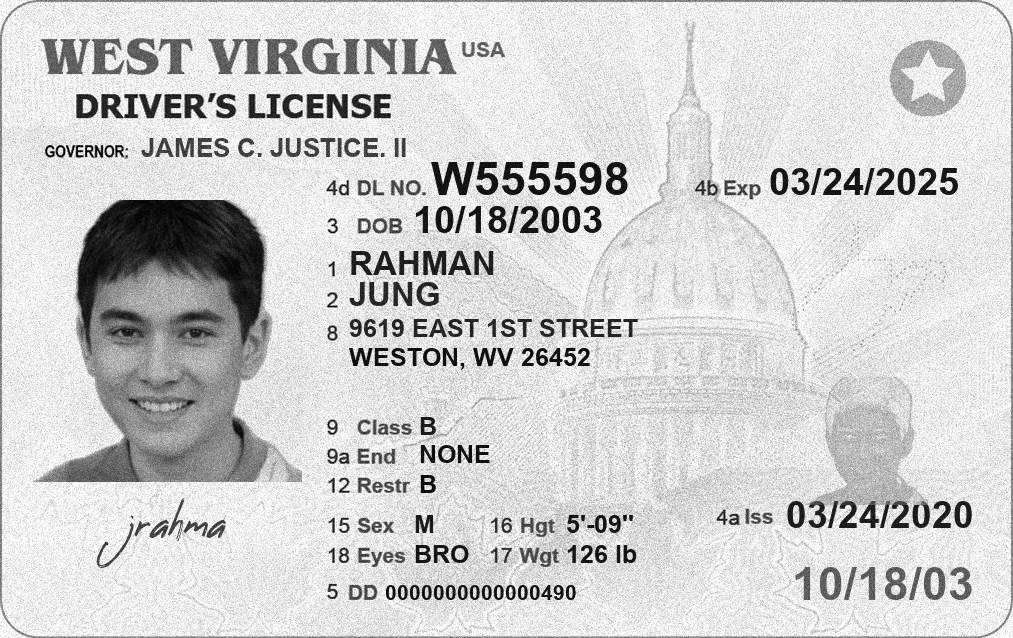 WEST VIRGINIA USA
DRIVER'S LICENSE
GOVERNOR: JAMES C. JUSTICE. II
4d DL NO. W555598 4b Exp 03/24/2025
3 DOB 10/18/2003
1 RAHMAN
2 JUNG
8 9619 EAST 1ST STREET
WESTON, WV 26452
9 Class B
9a End NONE
12 Restr B
15 Sex M 16 Hgt 5'-09"
4a Iss 03/24/2020
18 Eyes BRO 17 Wgt 126 lb
5 DD 0000000000000490
10/18/03
jrahma